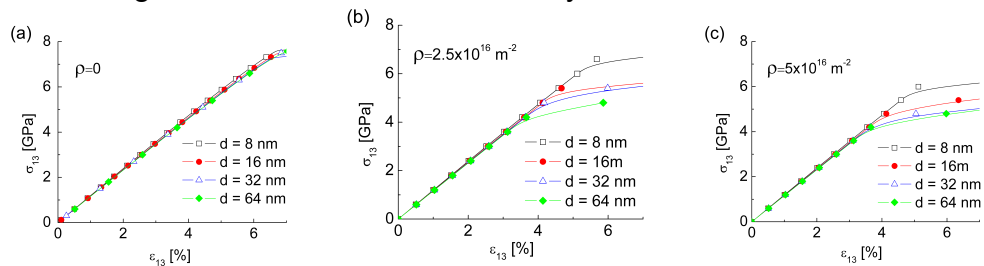 (a)
ρ=0
σ13 [GPa]
8
6
4
2
0
d = 8 nm
d = 16 nm
d = 32 nm
d = 64 nm
0 2 4 6
ε13 [%]
(b)
ρ=2.5x10^16 m^-2
σ13 [GPa]
8
6
4
2
0
d = 8 nm
d = 16m
d = 32 nm
d = 64 nm
0 2 4 6
ε13 [%]
(c)
ρ=5x10^16 m^-2
σ13 [GPa]
8
6
4
2
0
d = 8 nm
d = 16 nm
d = 32 nm
d = 64 nm
0 2 4 6
ε13 [%]